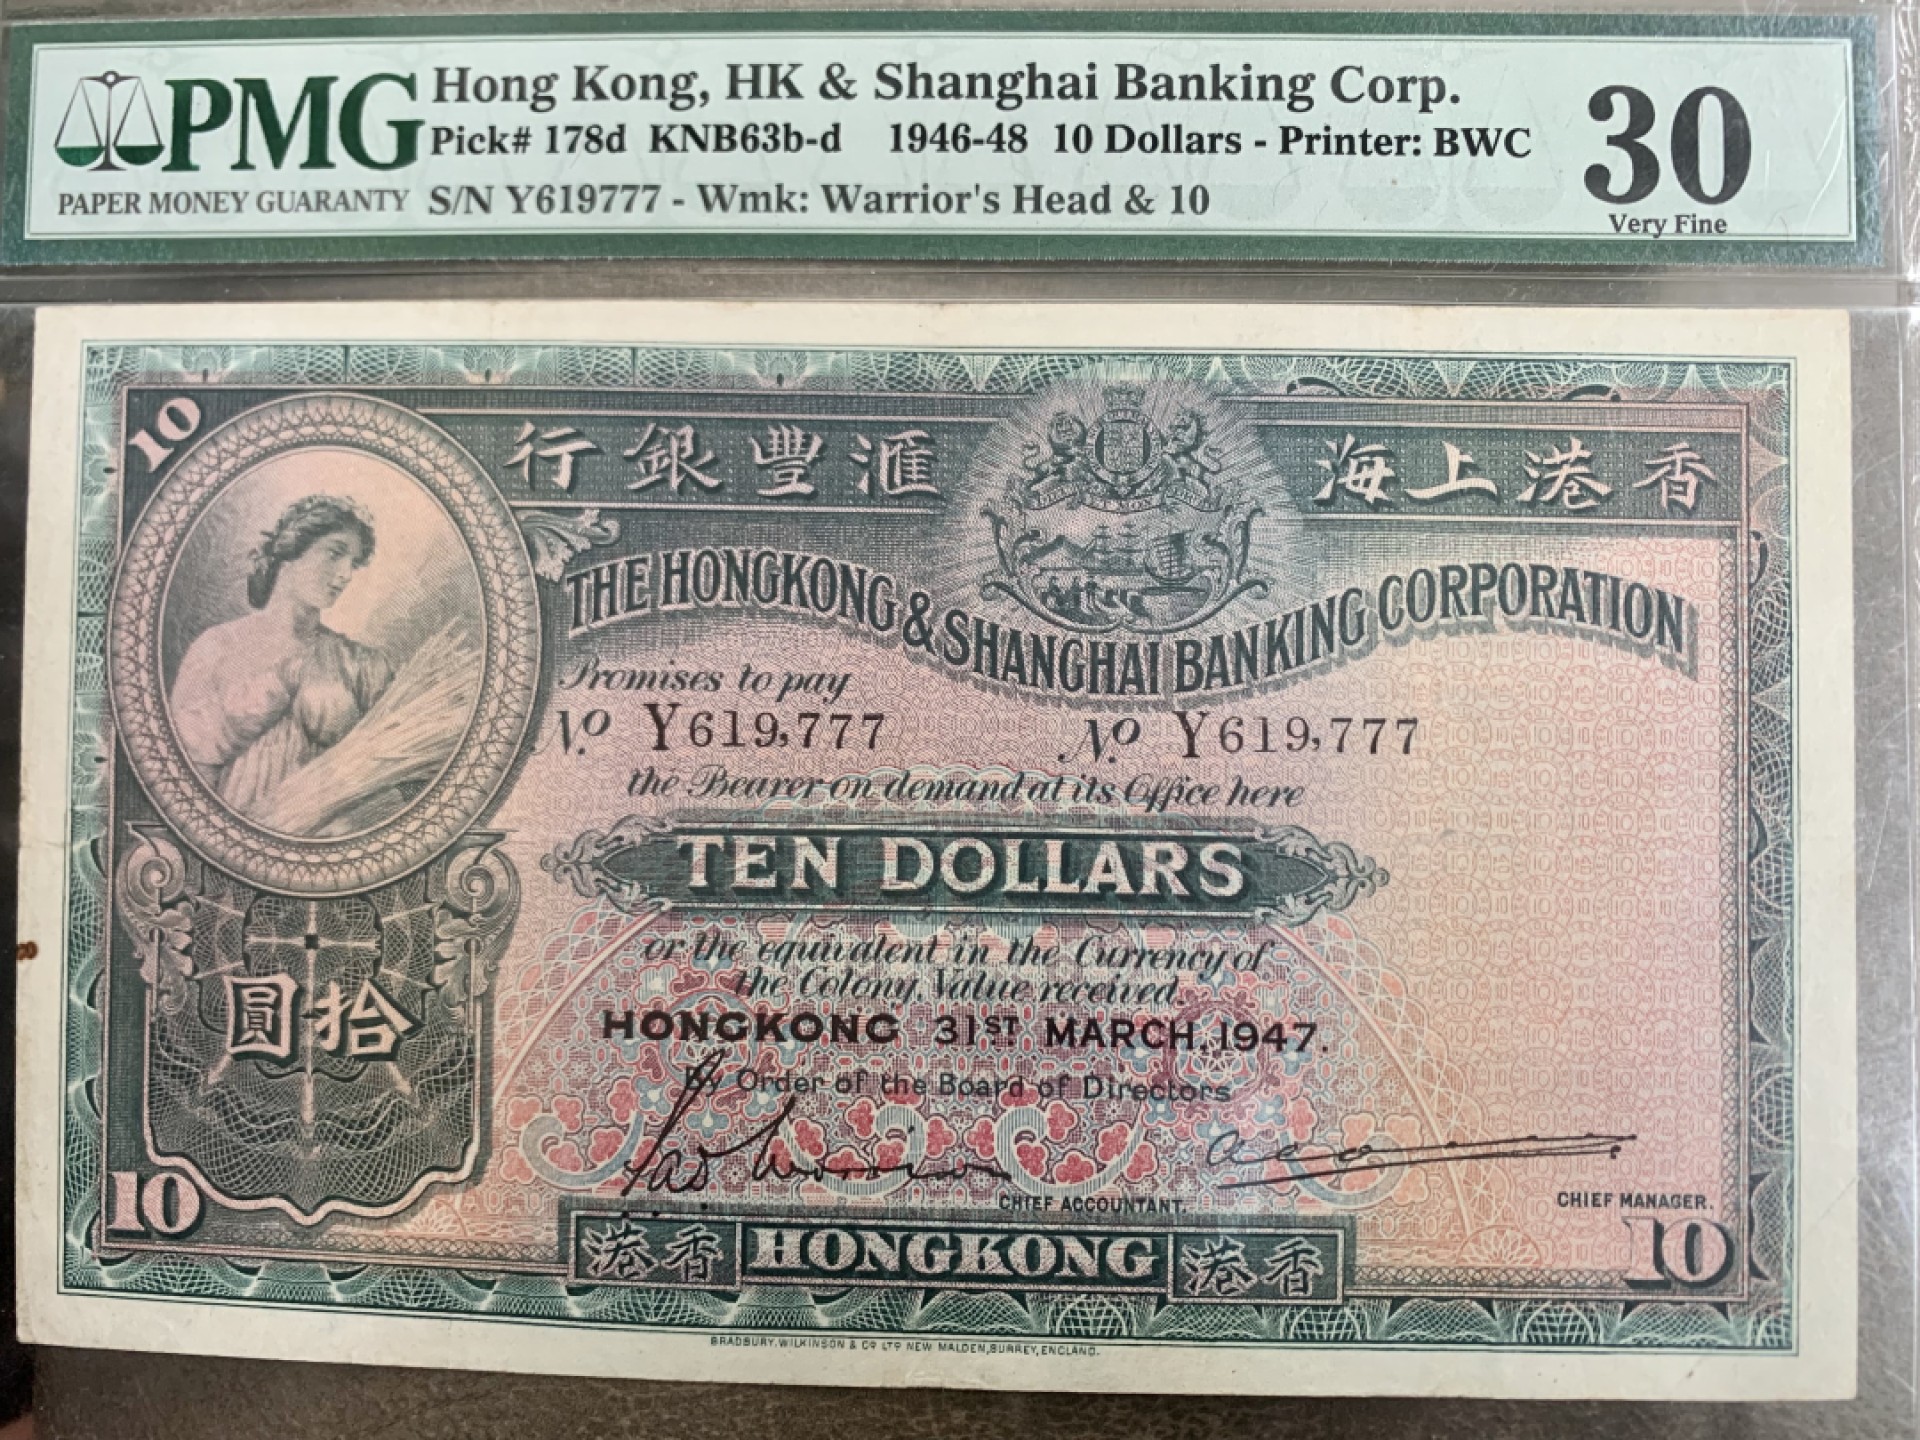 PMG
PAPER MONEY GUARANTY
Hong Kong, HK & Shanghai Banking Corp.
Pick# 178d KNB63b-d 1946-48 10 Dollars - Printer: BWC
S/N Y619777 - Wmk: Warrior's Head & 10
30
Very Fine
10
行銀豐滙 海上港香
THE HONGKONG & SHANGHAI BANKING CORPORATION
Promises to pay
No. Y619,777 No. Y619,777
the Bearer on demand at its Office here
TEN DOLLARS
or the equivalent in the Currency of
the Colony, Value received.
圓拾
HONGKONG 31ST MARCH, 1947.
By Order of the Board of Directors
CHIEF ACCOUNTANT.
CHIEF MANAGER.
10 港香 HONGKONG 港香 10
BRADBURY, WILKINSON & Co LTD NEW MALDEN, SURREY, ENGLAND.